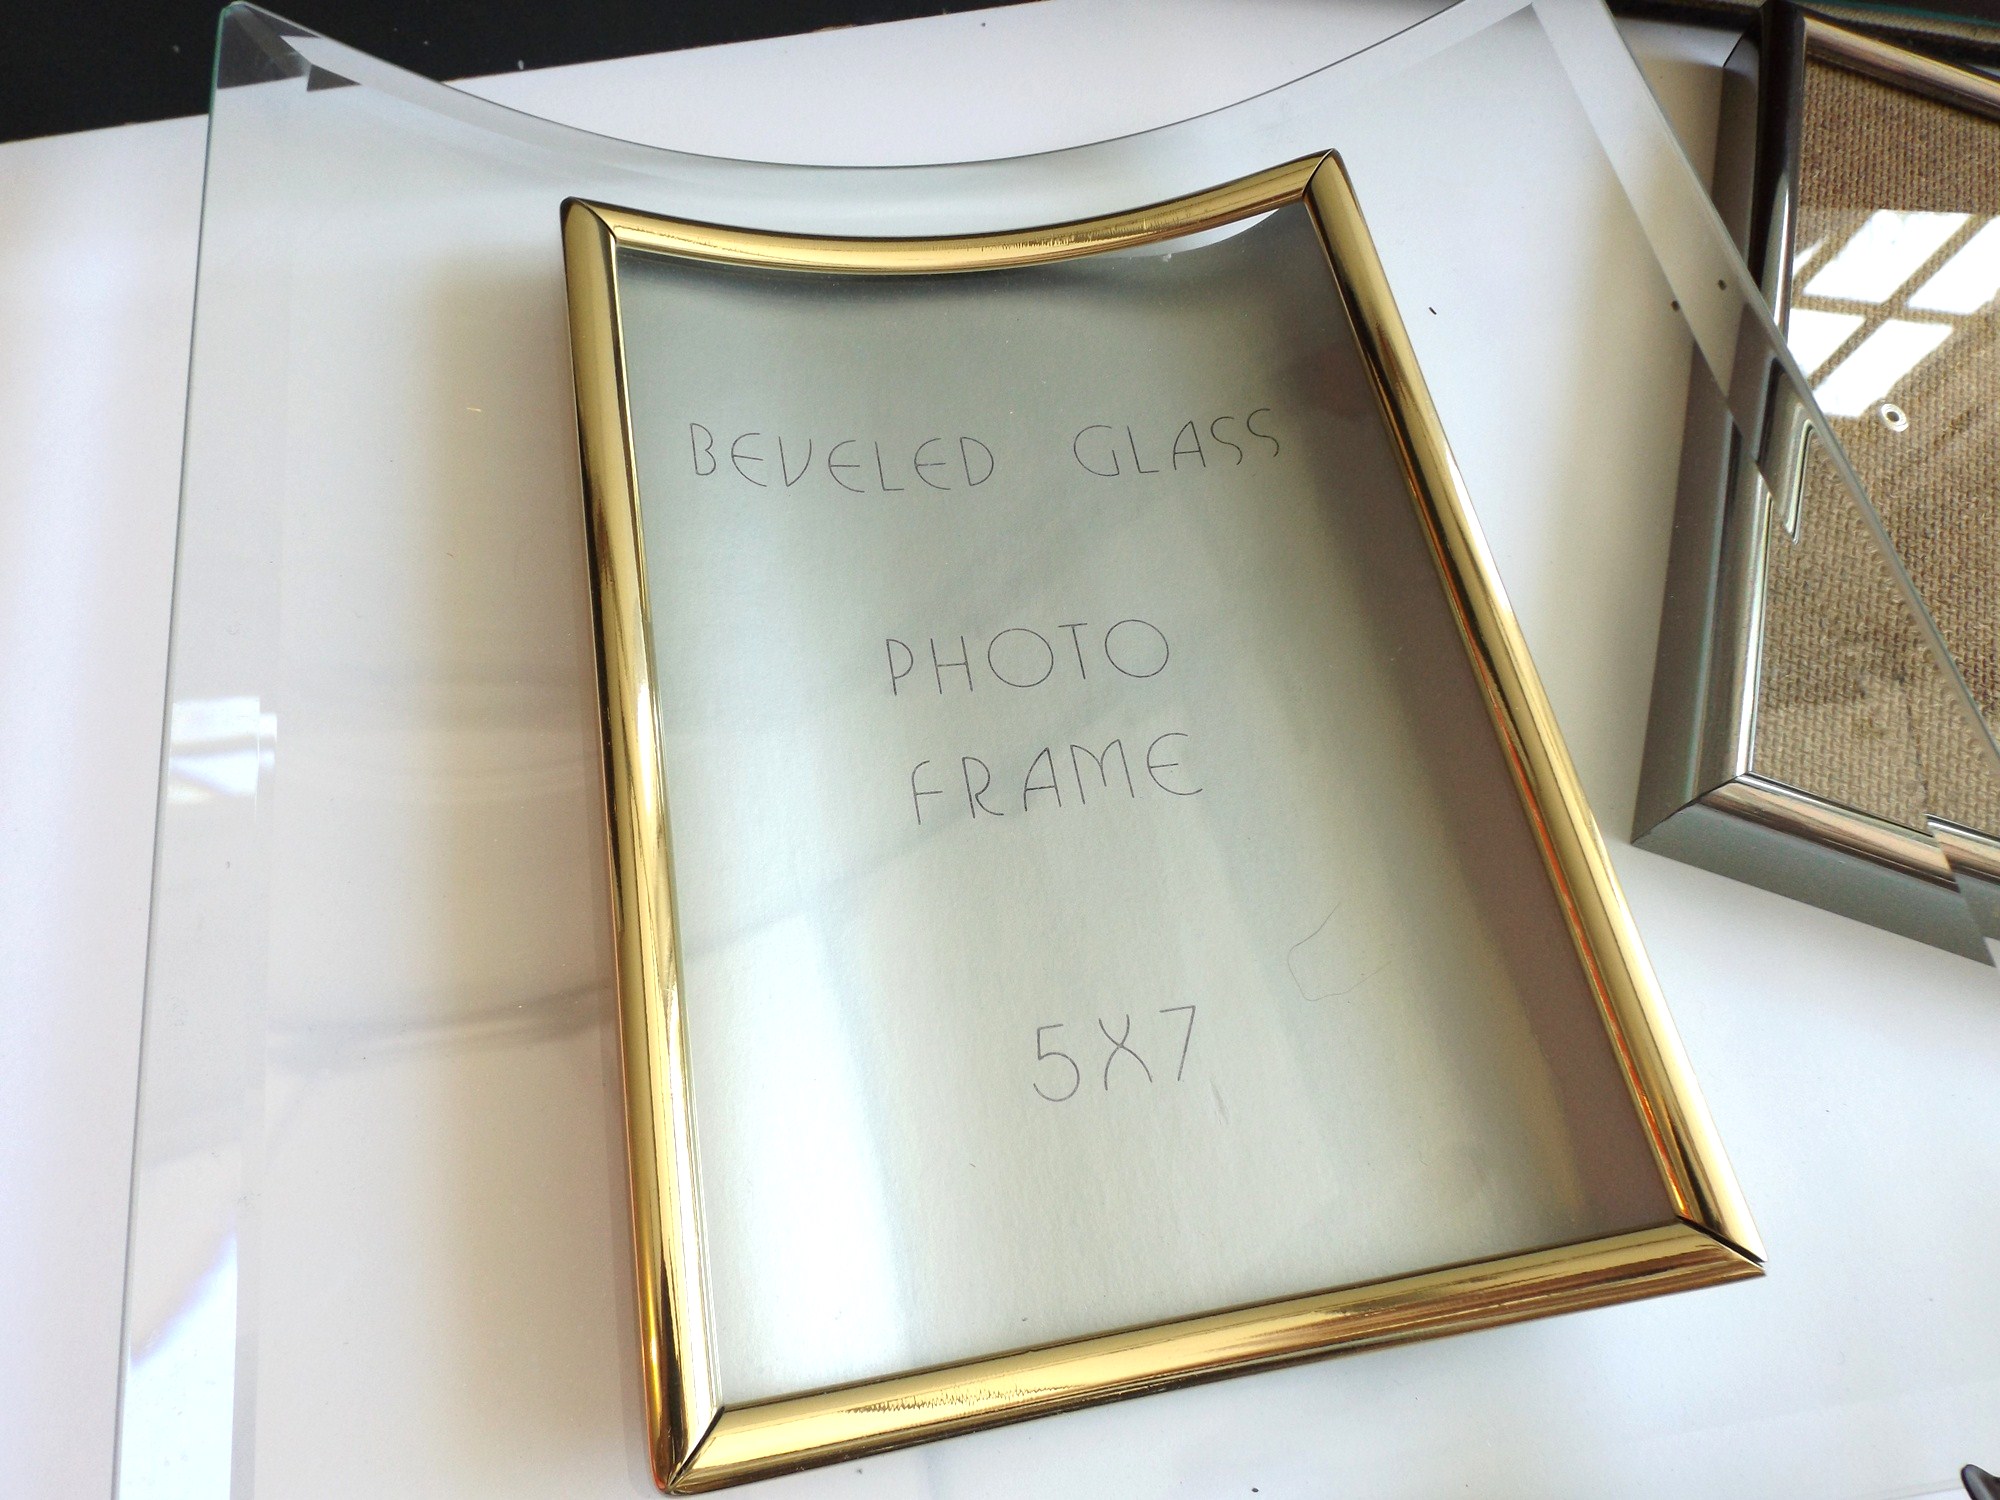 BEVELED GLASS
PHOTO
FRAME
5X7